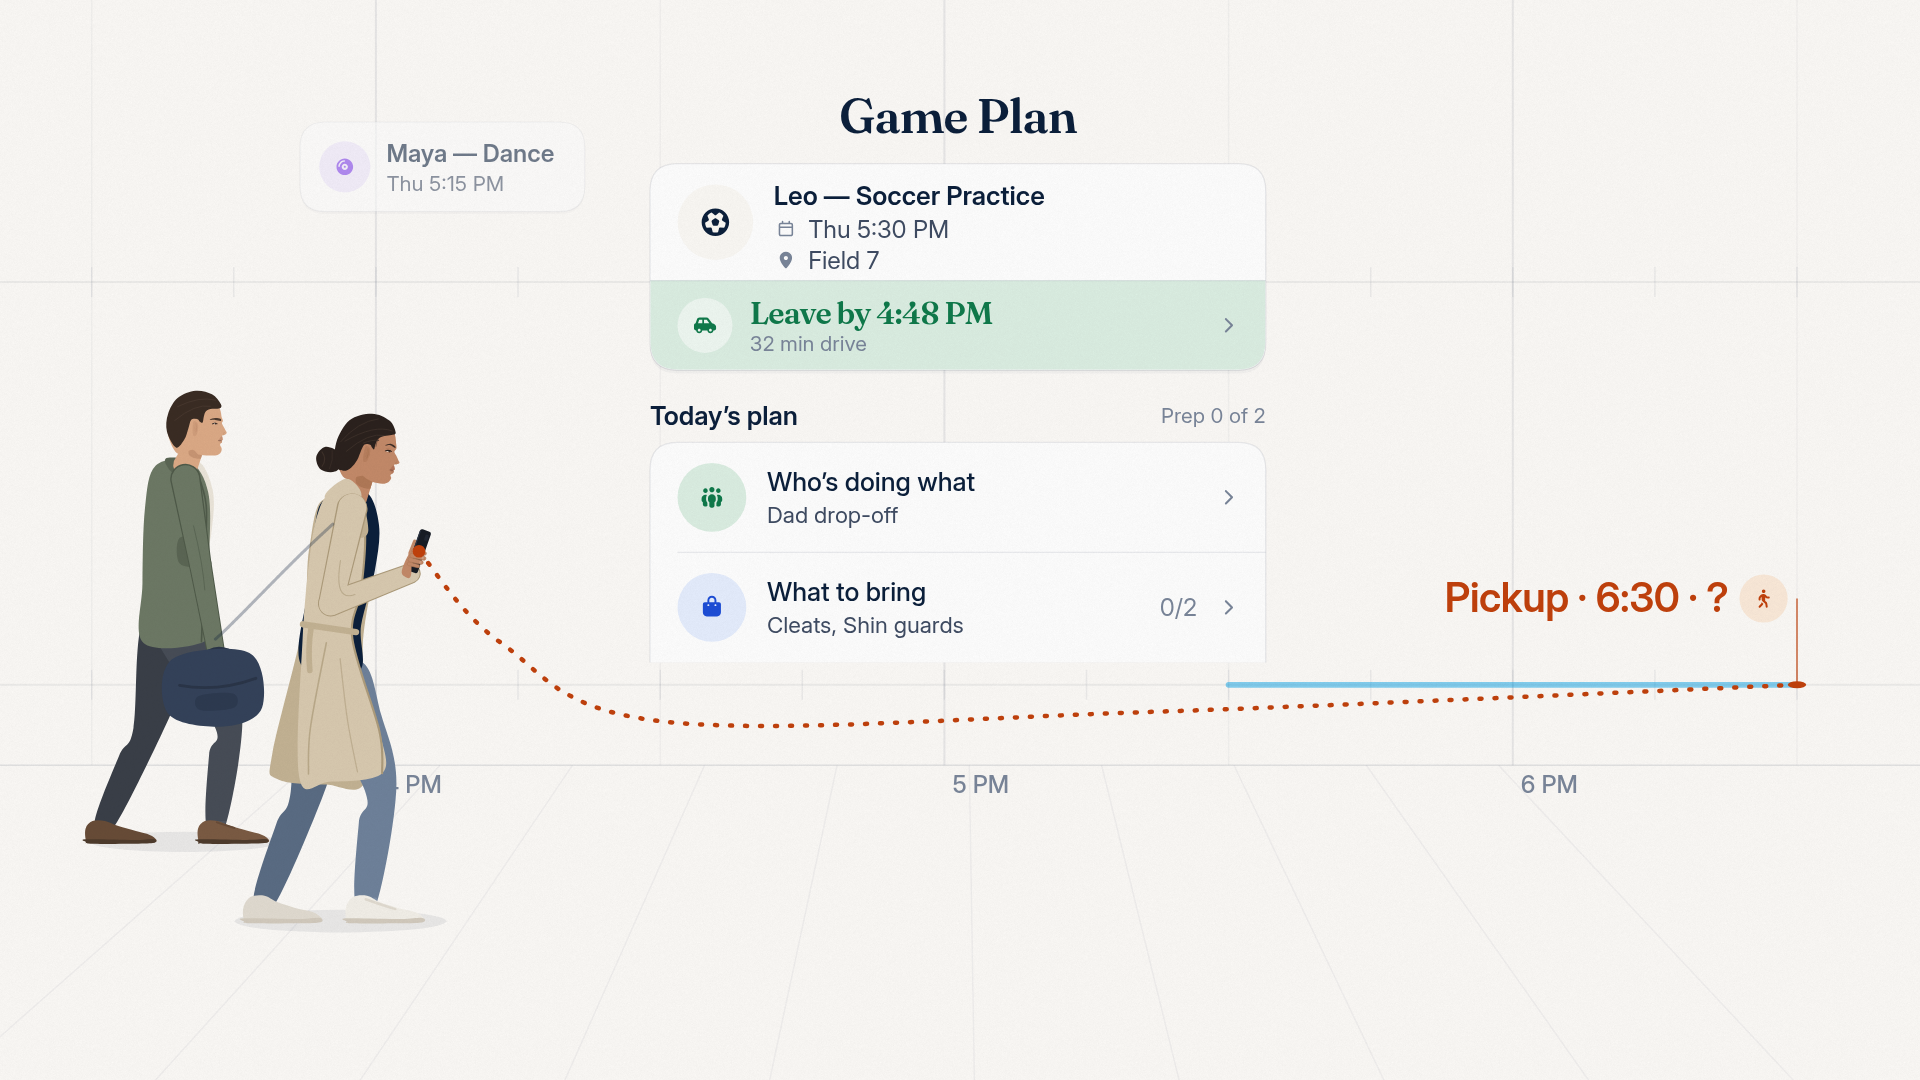 Game Plan
Maya — Dance
Thu 5:15 PM
Leo — Soccer Practice
Thu 5:30 PM
Field 7
Leave by 4:48 PM
32 min drive
Today’s plan
Prep 0 of 2
Who’s doing what
Dad drop-off
What to bring
Cleats, Shin guards
0/2
Pickup · 6:30 · ?
PM
5 PM
6 PM